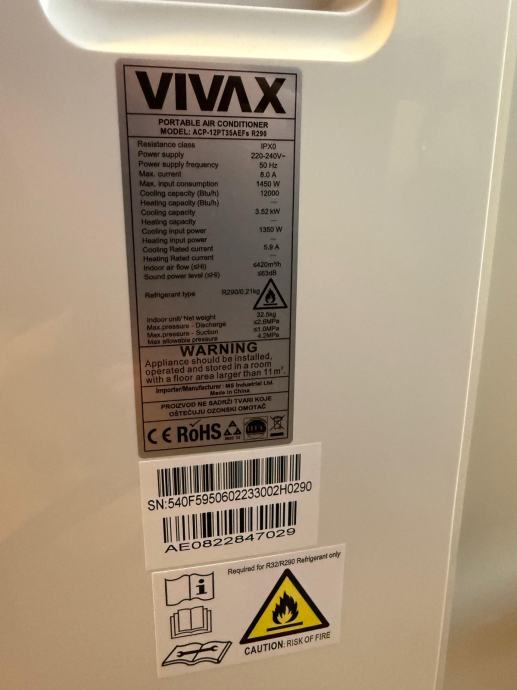 VIVAX
PORTABLE AIR CONDITIONER
MODEL: ACP-12PT35AEFs R290
Resistance class IPX0
Power supply 220-240V~
Power supply frequency 50 Hz
Max. current 8.0 A
Max. input consumption 1450 W
Cooling capacity (Btu/h) 12000
Heating capacity (Btu/h) ---
Cooling capacity 3.52 kW
Heating capacity ---
Cooling input power 1350 W
Heating input power ---
Cooling Rated current 5.9 A
Heating Rated current ---
Indoor air flow (≤Hi) ≤420m³/h
Sound power level (≤Hi) ≤63dB
Refrigerant type R290/0.21kg
Indoor unit/ Net weight 32.5kg
Max.pressure - Discharge ≤2.6MPa
Max.pressure - Suction ≤1.0MPa
Max allowable pressure 4.2MPa
WARNING
Appliance should be installed,
operated and stored in a room
with a floor area larger than 11 m².
Importer/Manufacturer : MS Industrial Ltd.
Made in China
PROIZVOD NE SADRŽI TVARI KOJE
OŠTEĆUJU OZONSKI OMOTAČ
CE RoHS
SN:540F5950602233002H0290
AE0822847029
Required for R32/R290 Refrigerant only
i
CAUTION: RISK OF FIRE